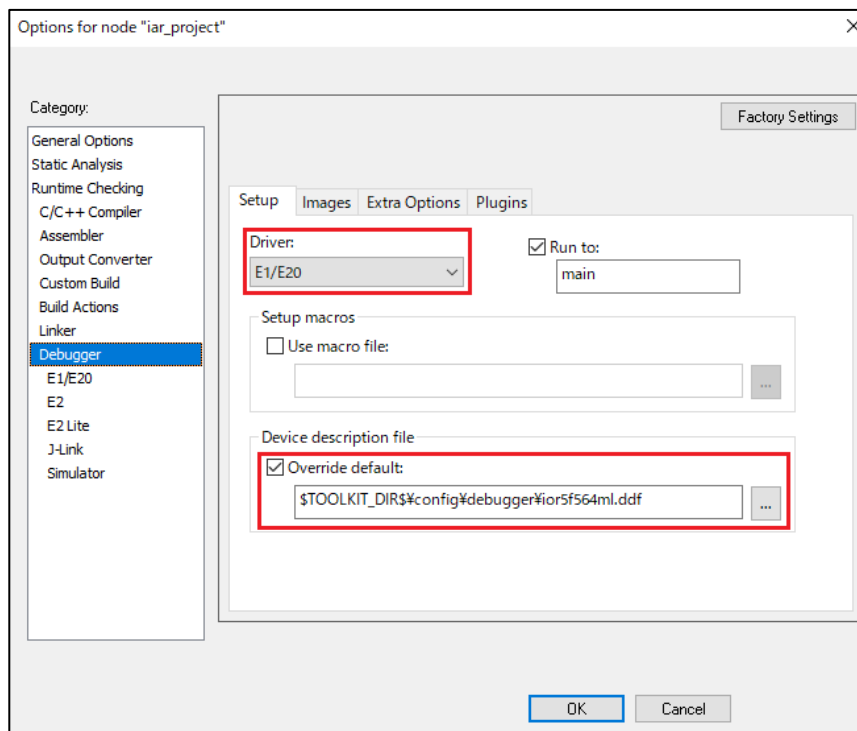 Options for node "iar_project"
Category:
Factory Settings
General Options
Static Analysis
Runtime Checking
C/C++ Compiler
Assembler
Output Converter
Custom Build
Build Actions
Linker
Debugger
E1/E20
E2
E2 Lite
J-Link
Simulator
Setup
Images
Extra Options
Plugins
Driver:
E1/E20
Run to:
main
Setup macros
Use macro file:
...
Device description file
Override default:
$TOOLKIT_DIR$¥config¥debugger¥ior5f564ml.ddf
...
OK
Cancel